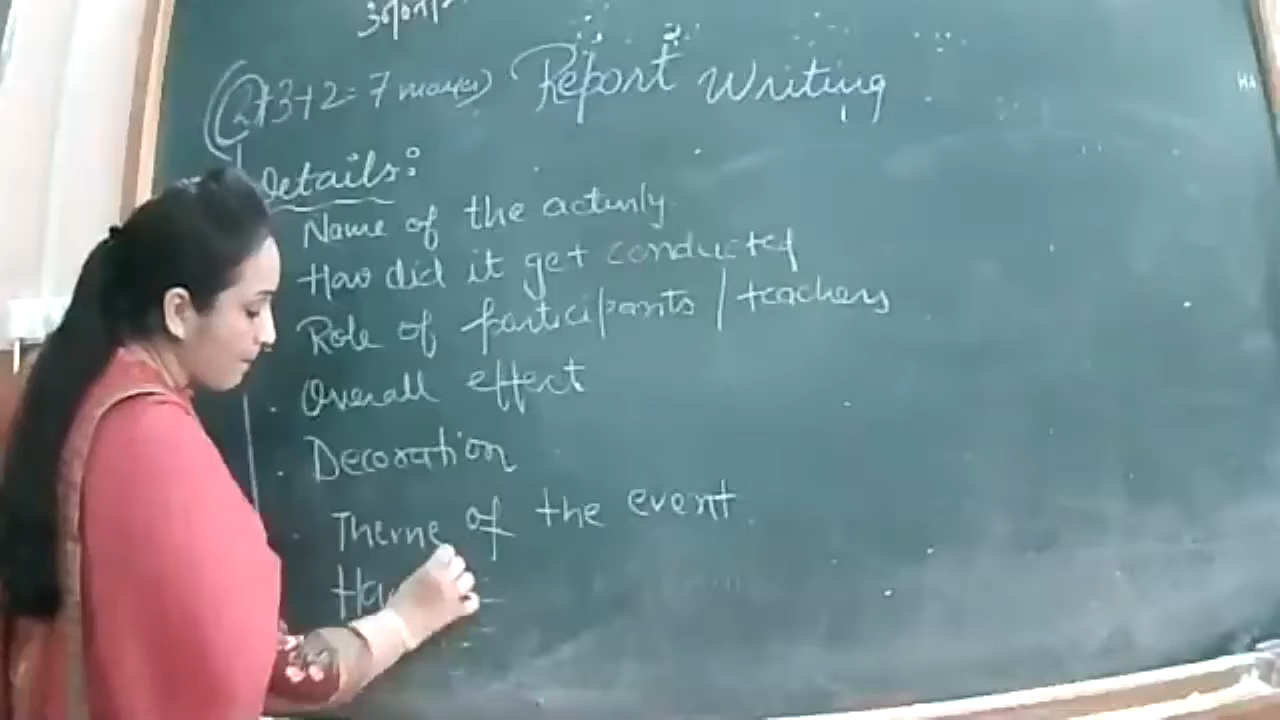 (2+3+2=7 marks) Report Writing
Details:
Name of the activity
How did it get conducted
Role of participants / teachers
Overall effect
Decoration
Theme of the event